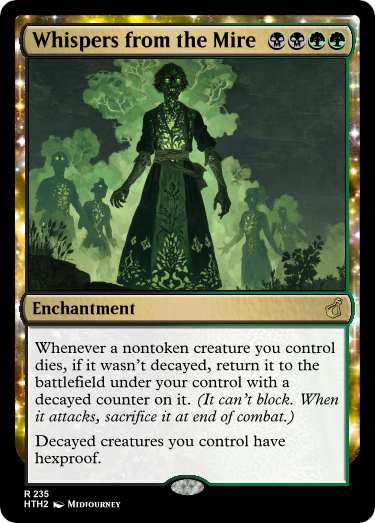 Whispers from the Mire
Enchantment
Whenever a nontoken creature you control
dies, if it wasn't decayed, return it to the
battlefield under your control with a
decayed counter on it. (It can't block. When
it attacks, sacrifice it at end of combat.)
Decayed creatures you control have
hexproof.
R 235
HTH2 Midjourney